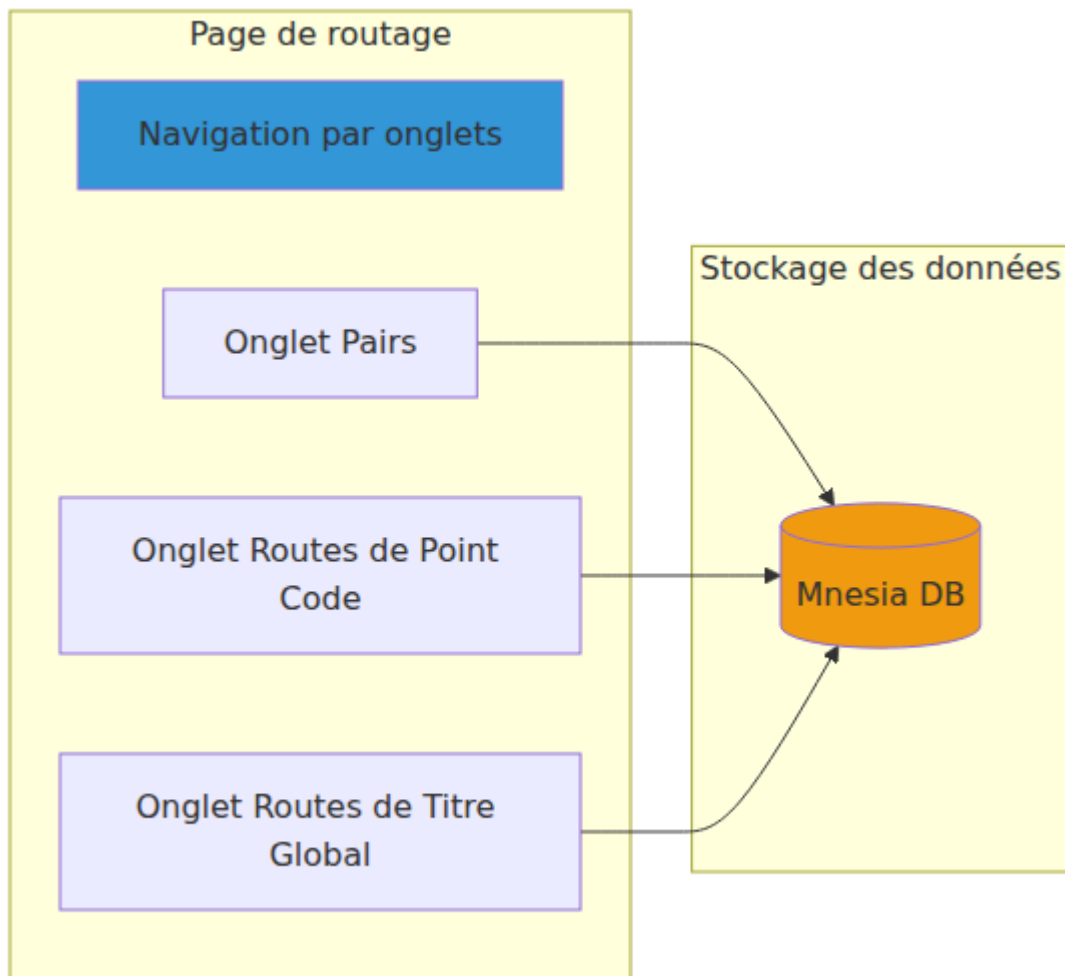 Page de routage
Navigation par onglets
Onglet Pairs
Onglet Routes de Point
Code
Onglet Routes de Titre
Global
Stockage des données
Mnesia DB